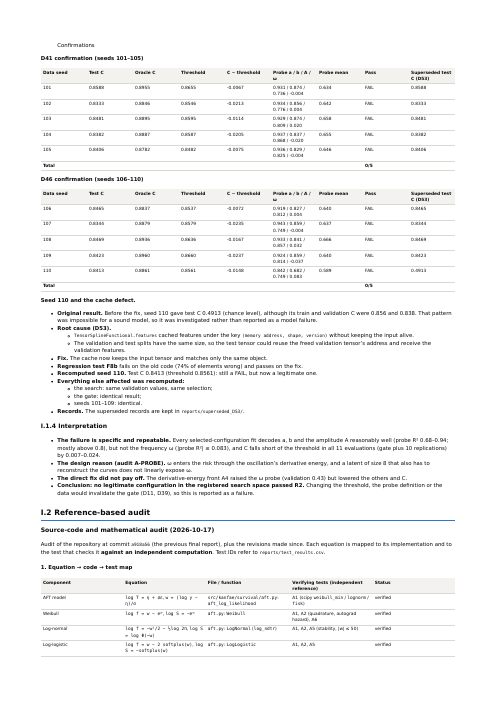 Confirmations
D41 confirmation (seeds 101–105)
Data seed Test C Oracle C Threshold C − threshold Probe a / b / A / ω Probe mean Pass Superseded test C (D53)
101 0.8588 0.8955 0.8655 -0.0067 0.931 / 0.874 / 0.736 / -0.004 0.634 FAIL 0.8588
102 0.8333 0.8846 0.8546 -0.0213 0.934 / 0.856 / 0.776 / 0.004 0.642 FAIL 0.8333
103 0.8481 0.8895 0.8595 -0.0114 0.929 / 0.874 / 0.809 / 0.020 0.658 FAIL 0.8481
104 0.8382 0.8887 0.8587 -0.0205 0.937 / 0.837 / 0.868 / -0.020 0.655 FAIL 0.8382
105 0.8406 0.8782 0.8482 -0.0075 0.936 / 0.829 / 0.825 / -0.004 0.646 FAIL 0.8406
Total 0/5
D46 confirmation (seeds 106–110)
Data seed Test C Oracle C Threshold C − threshold Probe a / b / A / ω Probe mean Pass Superseded test C (D53)
106 0.8465 0.8837 0.8537 -0.0072 0.919 / 0.827 / 0.812 / 0.004 0.640 FAIL 0.8465
107 0.8344 0.8879 0.8579 -0.0235 0.943 / 0.859 / 0.749 / -0.004 0.637 FAIL 0.8344
108 0.8469 0.8936 0.8636 -0.0167 0.933 / 0.841 / 0.857 / 0.032 0.666 FAIL 0.8469
109 0.8423 0.8960 0.8660 -0.0237 0.924 / 0.859 / 0.814 / -0.037 0.640 FAIL 0.8423
110 0.8413 0.8861 0.8561 -0.0148 0.842 / 0.682 / 0.749 / 0.083 0.589 FAIL 0.4913
Total 0/5
Seed 110 and the cache defect.
• Original result. Before the fix, seed 110 gave test C 0.4913 (chance level), although its train and validation C were 0.856 and 0.838. That pattern
was impossible for a sound model, so it was investigated rather than reported as a model failure.
• Root cause (D53).
TensorSplineFunctional.features cached features under the key (memory address, shape, version) without keeping the input alive.
The validation and test splits have the same size, so the test tensor could reuse the freed validation tensor's address and receive the
validation features.
• Fix. The cache now keeps the input tensor and matches only the same object.
• Regression test F8b fails on the old code (74% of elements wrong) and passes on the current code.
• Recomputed seed 110. Test C 0.8413 (threshold 0.8561): still a FAIL, but now a legitimate one.
• Everything else affected was recomputed:
the search: same validation values, same selection;
the gate: identical result;
seeds 101–109: identical.
• Records. The superseded records are kept in reports/superseded_D53/.
I.1.4 Interpretation
• The failure is specific and repeatable. Every selected-configuration fit decodes a, b and the amplitude A reasonably well (probe R² 0.68–0.94;
mostly above 0.8), but not the frequency ω (|probe R²| ≤ 0.083), and C falls short of the threshold in all 11 evaluations (gate plus 10 replications)
by 0.007–0.024.
• The design reason (audit A-PROBE). ω enters the risk through the oscillation's derivative energy, and a latent of size 8 that also has to
reconstruct the curves does not linearly expose ω.
• The direct fix did not pay off. The derivative-energy front A4 raised the ω probe (validation 0.43) but lowered the others and C.
• Conclusion: no legitimate configuration in the registered search space passed R2. Changing the threshold, the probe definition or the
data would invalidate the gate (D11, D39), so this is reported as a failure.
I.2 Reference-based audit
Source-code and mathematical audit (2026-10-17)
(the previous final report), plus the revisions made since. Each equation is mapped to its implementation and to
the test that checks it against an independent computation. Test IDs refer to reports/test_results.csv.
1. Equation → code → test map
Component Equation File / function Verifying tests (independent reference) Status
AFT model log T = η + σε, w = (log y − η)/σ src/kanfae/survival/aft.py: aft_log_likelihood A1 (scipy weibull_min / lognorm / fisk) verified
Weibull log f = w − eʷ, log S = −eʷ aft.py: Weibull A1, A2 (quadrature, autograd hazard), A6 verified
Log-normal log f = −w²/2 − ½log 2π, log S = log Φ(−w) aft.py: LogNormal (log_ndtr) A1, A2, A5 (stability, |w| ≤ 50) verified
Log-logistic log f = w − 2 softplus(w), log S = −softplus(w) aft.py: LogLogistic A1, A2, A5 verified